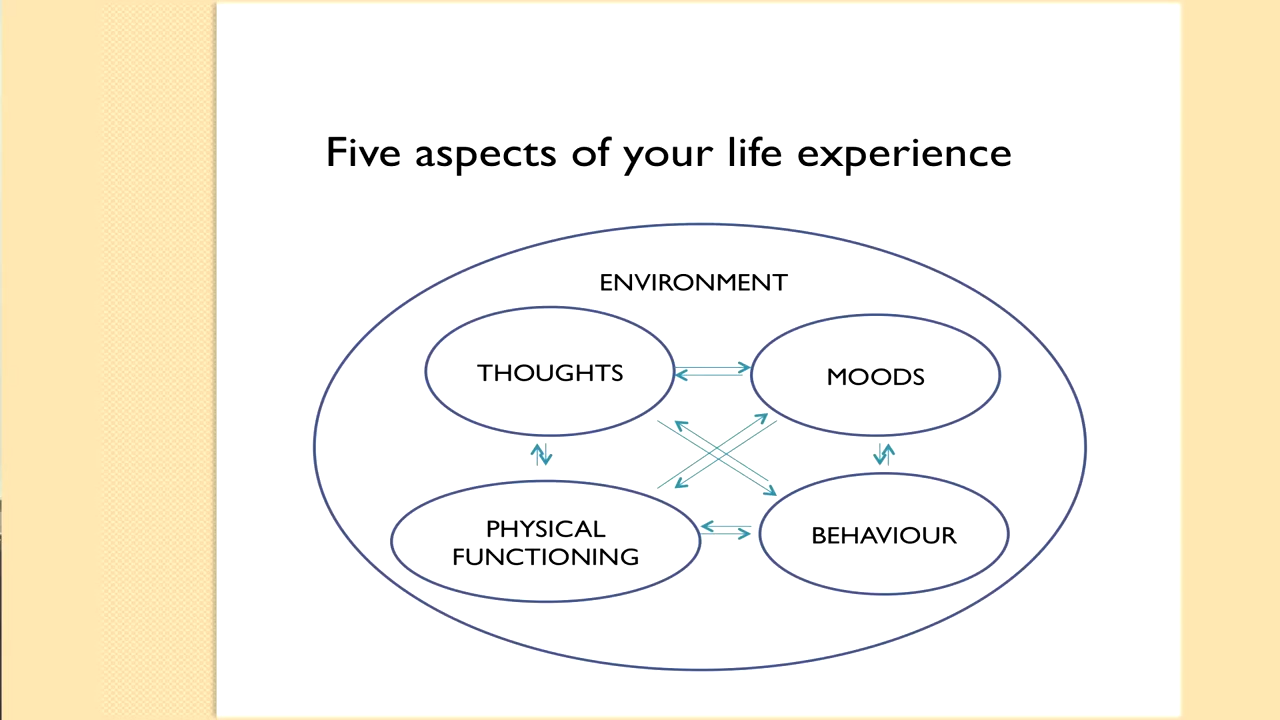 Five aspects of your life experience
ENVIRONMENT
THOUGHTS
MOODS
PHYSICAL
FUNCTIONING
BEHAVIOUR